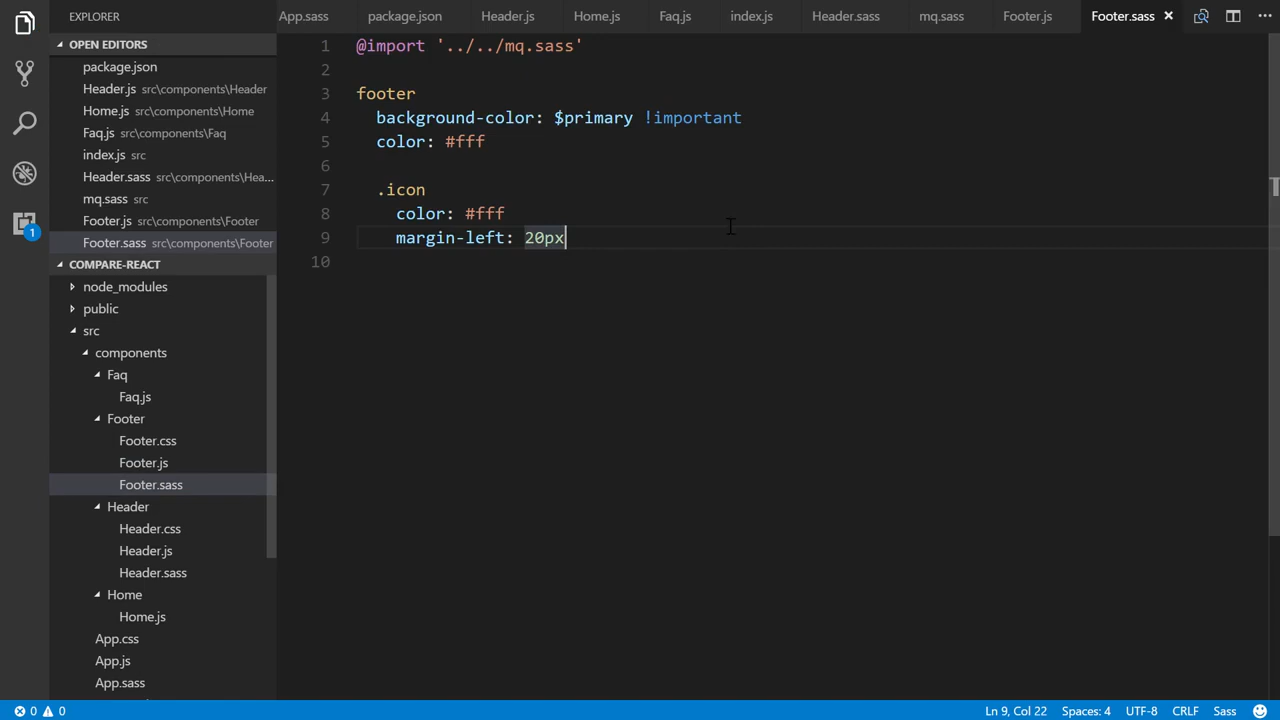 EXPLORER
App.sass package.json Header.js Home.js Faq.js index.js Header.sass mq.sass Footer.js Footer.sass
OPEN EDITORS
package.json
Header.js src\components\Header
Home.js src\components\Home
Faq.js src\components\Faq
index.js src
Header.sass src\components\Hea...
mq.sass src
Footer.js src\components\Footer
Footer.sass src\components\Footer
COMPARE-REACT
node_modules
public
src
components
Faq
Faq.js
Footer
Footer.css
Footer.js
Footer.sass
Header
Header.css
Header.js
Header.sass
Home
Home.js
App.css
App.js
App.sass
1
1 @import '../../mq.sass'
2
3 footer
4 background-color: $primary !important
5 color: #fff
6
7 .icon
8 color: #fff
9 margin-left: 20px
10
0 0 Ln 9, Col 22 Spaces: 4 UTF-8 CRLF Sass